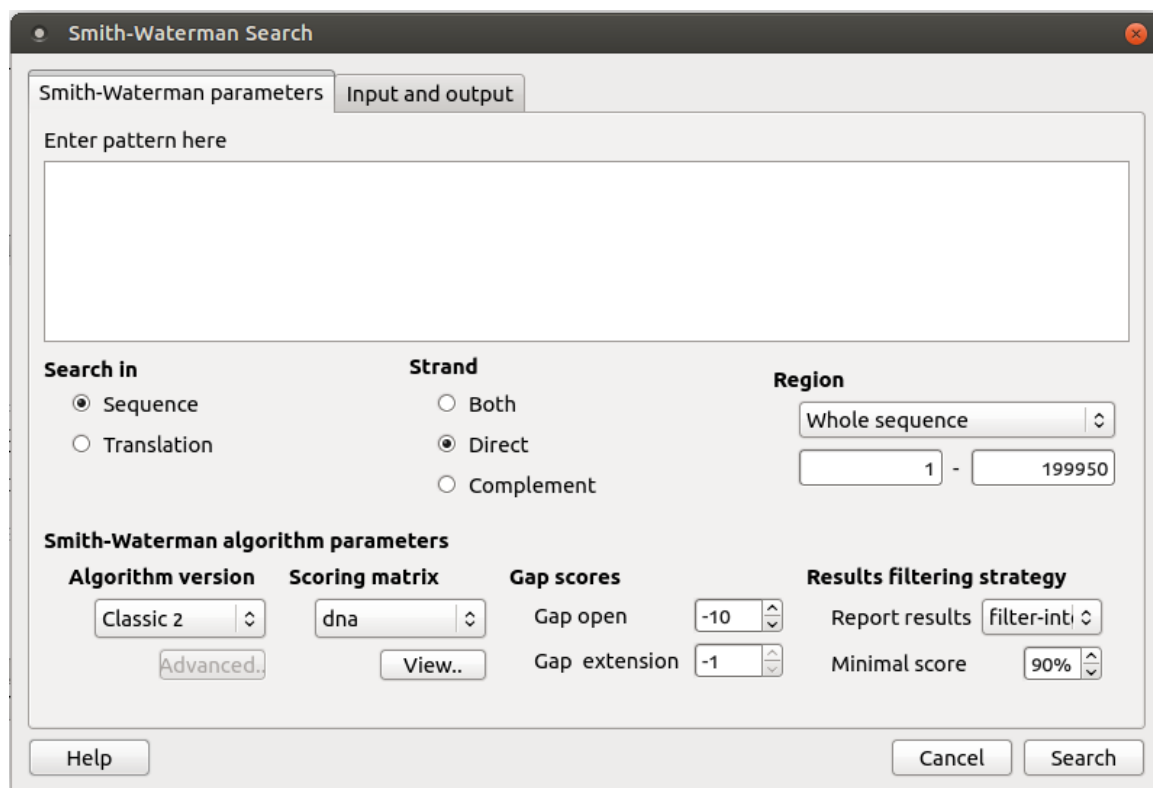 Smith-Waterman Search
Smith-Waterman parameters Input and output
Enter pattern here
Search in Strand Region
Sequence Both Whole sequence
Translation Direct 1 - 199950
Complement
Smith-Waterman algorithm parameters
Algorithm version Scoring matrix Gap scores Results filtering strategy
Classic 2 dna Gap open -10 Report results filter-int
Advanced.. View.. Gap extension -1 Minimal score 90%
Help Cancel Search